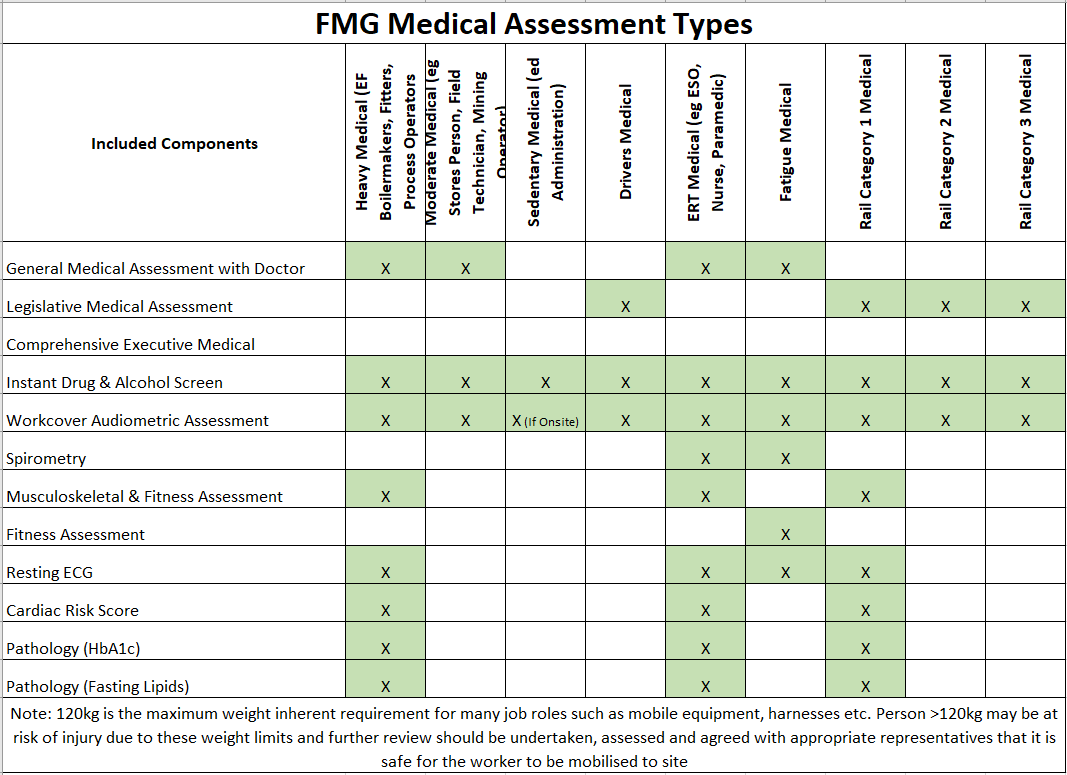 FMG Medical Assessment Types
Included Components
Heavy Medical (EF
Boilermakers, Fitters,
Process Operators
Moderate Medical (eg
Stores Person, Field
Technician, Mining
Operator)
Sedentary Medical (ed
Administration)
Drivers Medical
ERT Medical (eg ESO,
Nurse, Paramedic)
Fatigue Medical
Rail Category 1 Medical
Rail Category 2 Medical
Rail Category 3 Medical
General Medical Assessment with Doctor X X X X
Legislative Medical Assessment X X X X
Comprehensive Executive Medical
Instant Drug & Alcohol Screen X X X X X X X X X
Workcover Audiometric Assessment X X X (If Onsite) X X X X X X
Spirometry X X
Musculoskeletal & Fitness Assessment X X X
Fitness Assessment X
Resting ECG X X X X
Cardiac Risk Score X X X
Pathology (HbA1c) X X X
Pathology (Fasting Lipids) X X X
Note: 120kg is the maximum weight inherent requirement for many job roles such as mobile equipment, harnesses etc. Person >120kg may be at
risk of injury due to these weight limits and further review should be undertaken, assessed and agreed with appropriate representatives that it is
safe for the worker to be mobilised to site